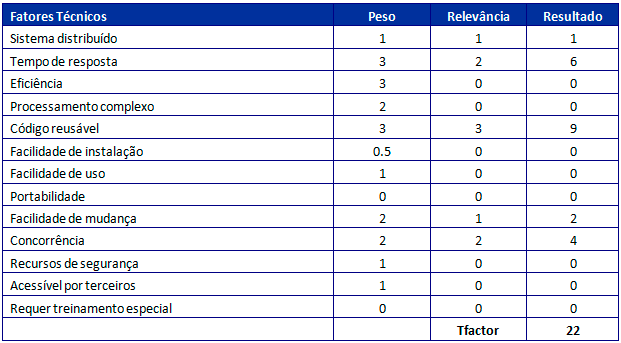 Fatores Técnicos Peso Relevância Resultado
Sistema distribuído 1 1 1
Tempo de resposta 3 2 6
Eficiência 3 0 0
Processamento complexo 2 0 0
Código reusável 3 3 9
Facilidade de instalação 0.5 0 0
Facilidade de uso 1 0 0
Portabilidade 0 0 0
Facilidade de mudança 2 1 2
Concorrência 2 2 4
Recursos de segurança 1 0 0
Acessível por terceiros 1 0 0
Requer treinamento especial 0 0 0
Tfactor 22